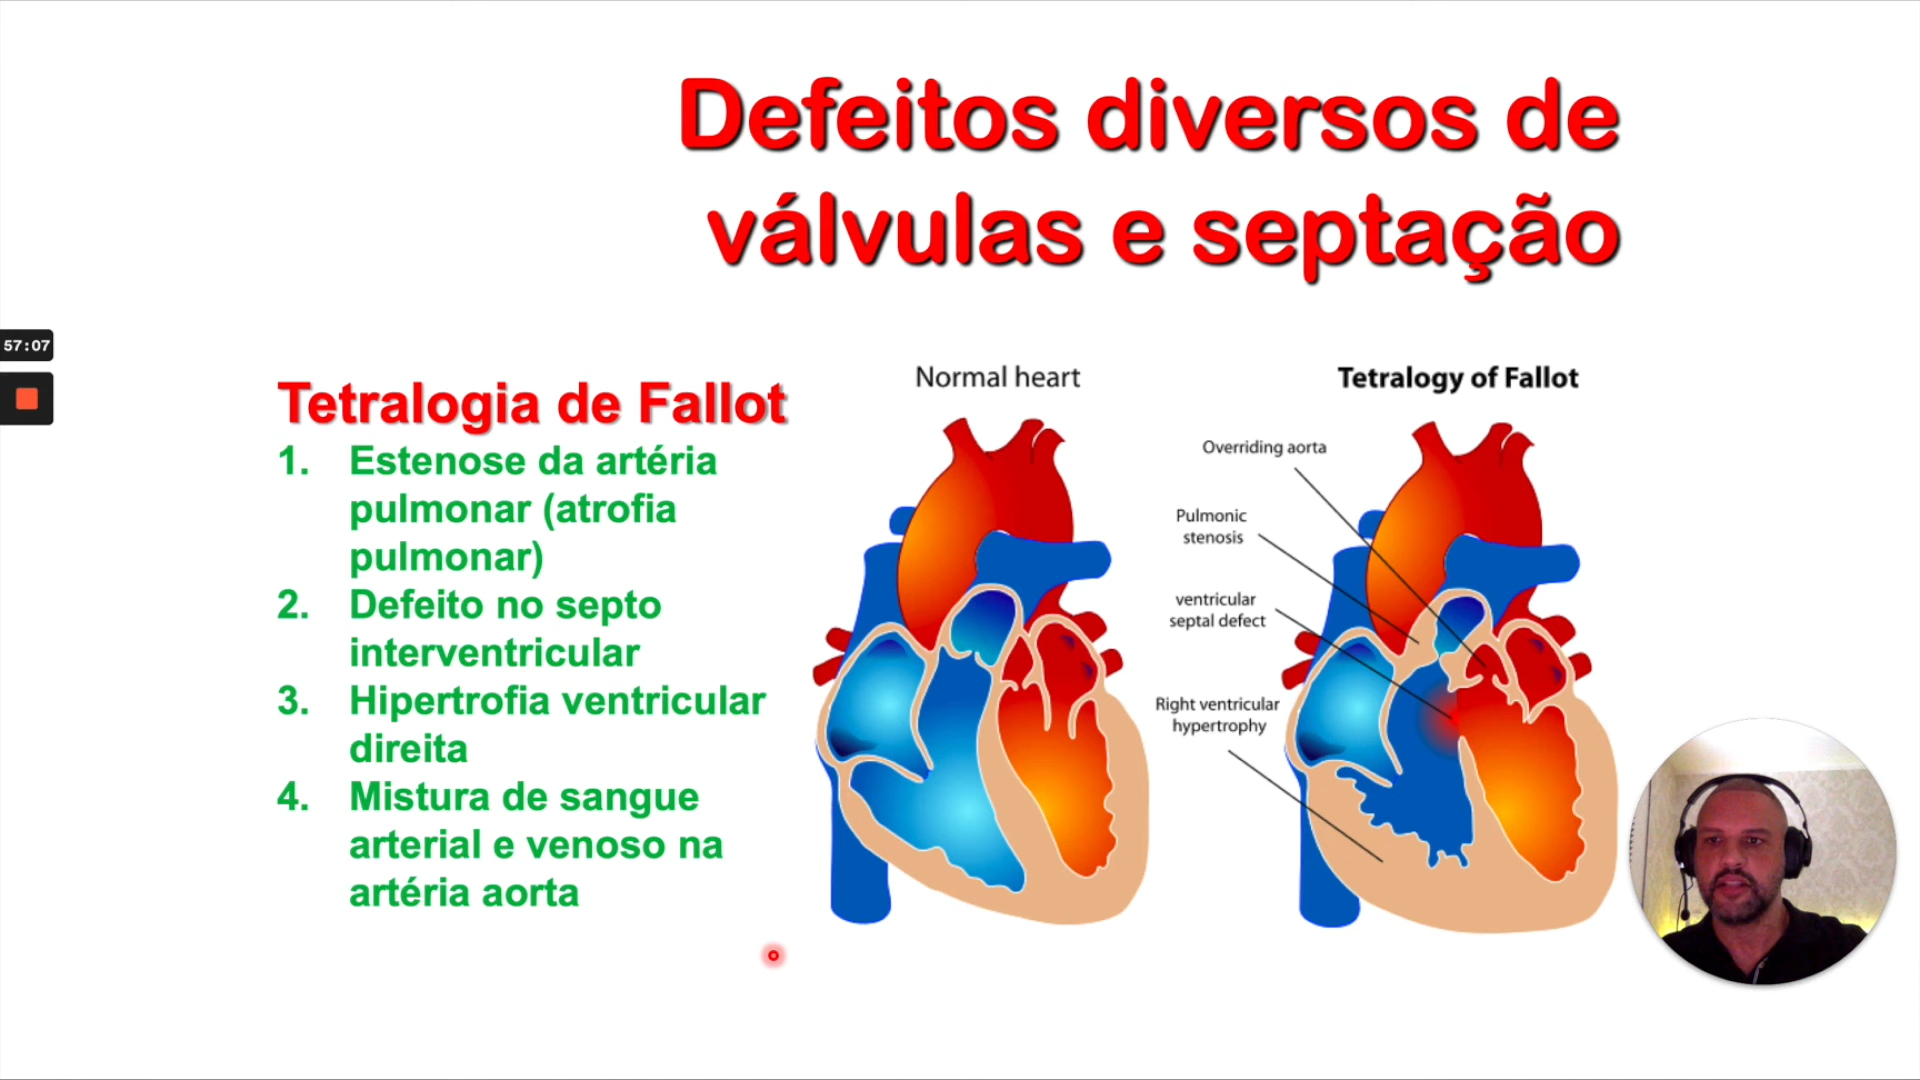 Defeitos diversos de
válvulas e septação
57:07
Tetralogia de Fallot
1. Estenose da artéria
pulmonar (atrofia
pulmonar)
2. Defeito no septo
interventricular
3. Hipertrofia ventricular
direita
4. Mistura de sangue
arterial e venoso na
artéria aorta
Normal heart
Tetralogy of Fallot
Overriding aorta
Pulmonic
stenosis
ventricular
septal defect
Right ventricular
hypertrophy